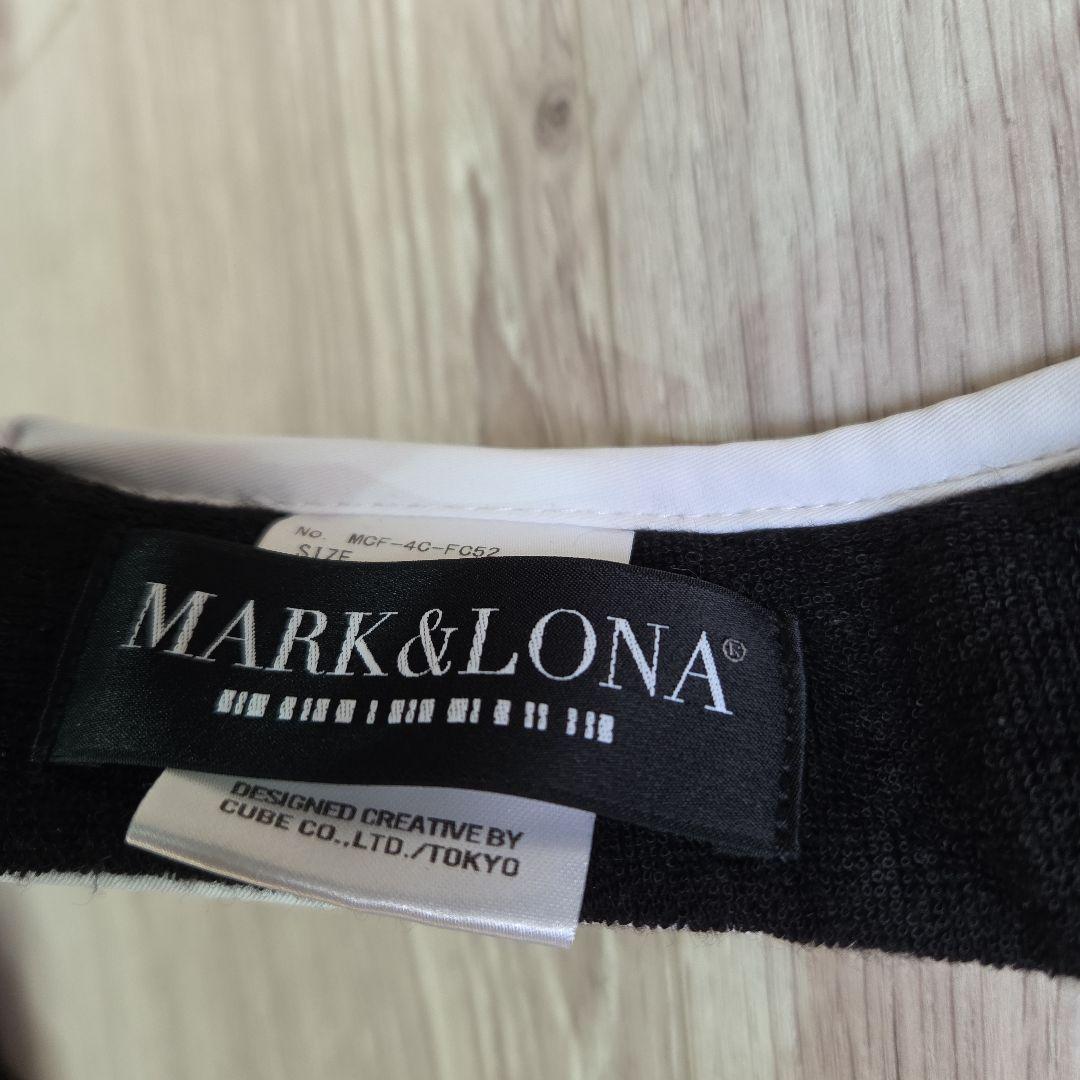 No. MCF-4C-FC52
SIZE
MARK&LONA®
DESIGNED CREATIVE BY
CUBE CO.,LTD./TOKYO